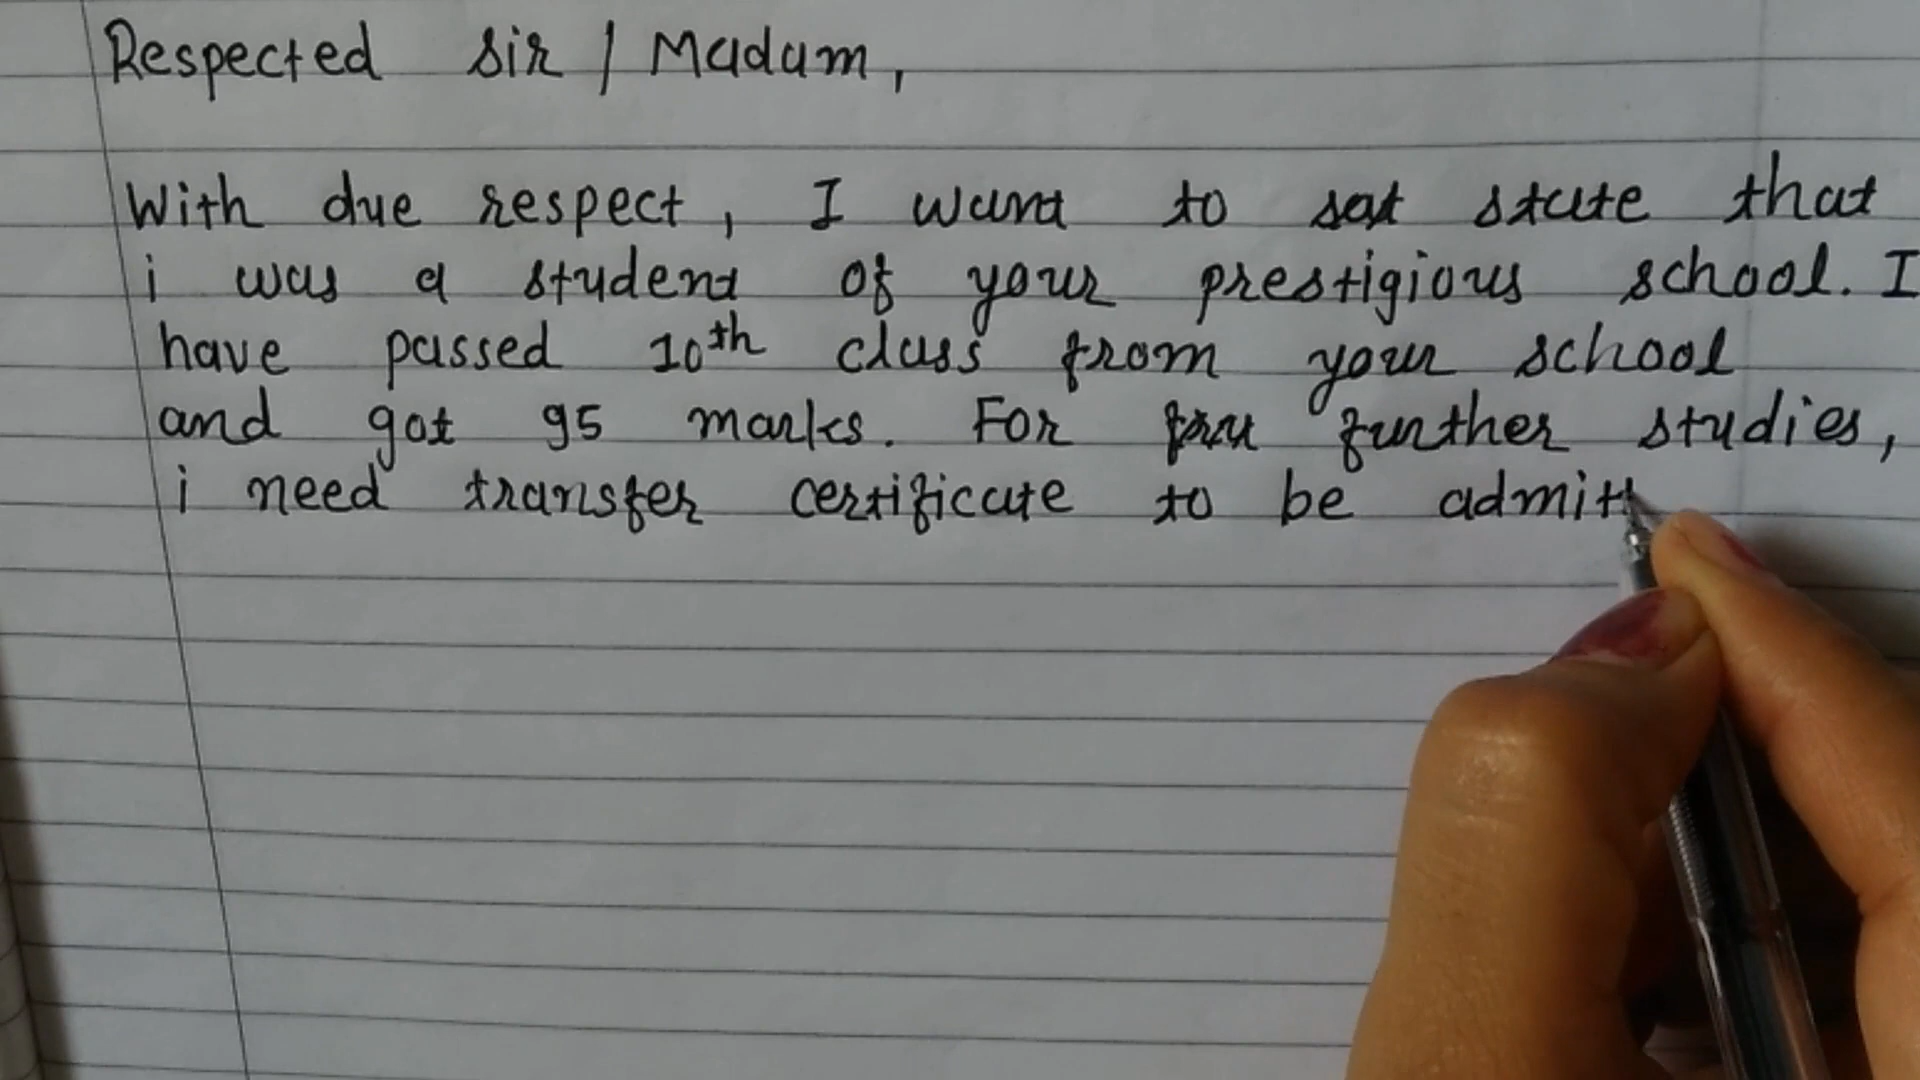 Respected sir / Madam,
With due respect, I want to state that
i was a student of your prestigious school. I
have passed 10th class from your school
and got 95 marks. For further studies,
i need transfer certificate to be admitt